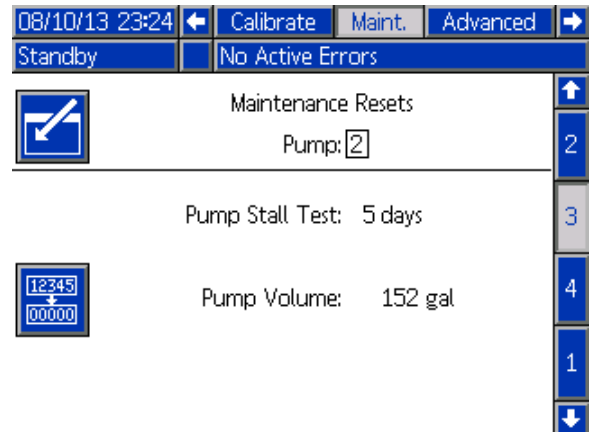 08/10/13 23:24 Calibrate Maint. Advanced
Standby No Active Errors
Maintenance Resets
Pump: 2
2
Pump Stall Test: 5 days
3
12345
00000
Pump Volume: 152 gal
4
1